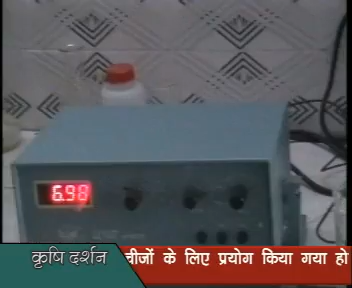 6.98
कृषि दर्शन
चीजों के लिए प्रयोग किया गया हो